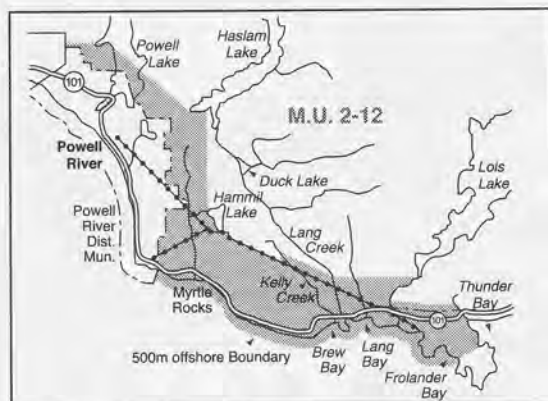 Powell
Lake
Haslam
Lake
101
M.U. 2-12
Powell
River
Lois
Lake
Duck Lake
Hammil
Lake
Powell
River
Dist.
Mun.
Lang
Creek
Kelly
Creek
Thunder
Bay
Myrtle
Rocks
101
500m offshore Boundary
Brew
Bay
Lang
Bay
Frolander
Bay